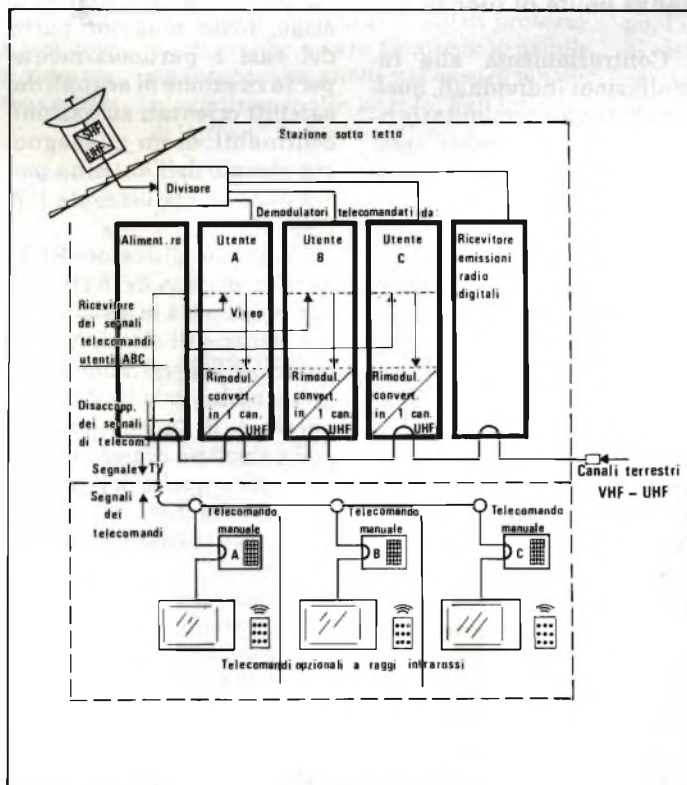 Stazione sotto tetto
SHF
UHF
Divisore
Demodulatori telecomandati da:
Aliment.re
Utente
A
Utente
B
Utente
C
Ricevitore
emissioni
radio
digitali
Ricevitore
dei segnali
telecomandi
utenti ABC
Video
Disaccopp.
dei segnali
di telecom.
Rimodul.
convert.
in 1 can.
UHF
Rimodul.
convert.
in 1 can.
UHF
Rimodul.
convert.
in 1 can.
UHF
Segnale TV
Canali terrestri
VHF - UHF
Segnali
dei
telecomandi
Telecomando
manuale
A
Telecomando
manuale
B
Telecomando
manuale
C
Telecomandi opzionali a raggi infrarossi